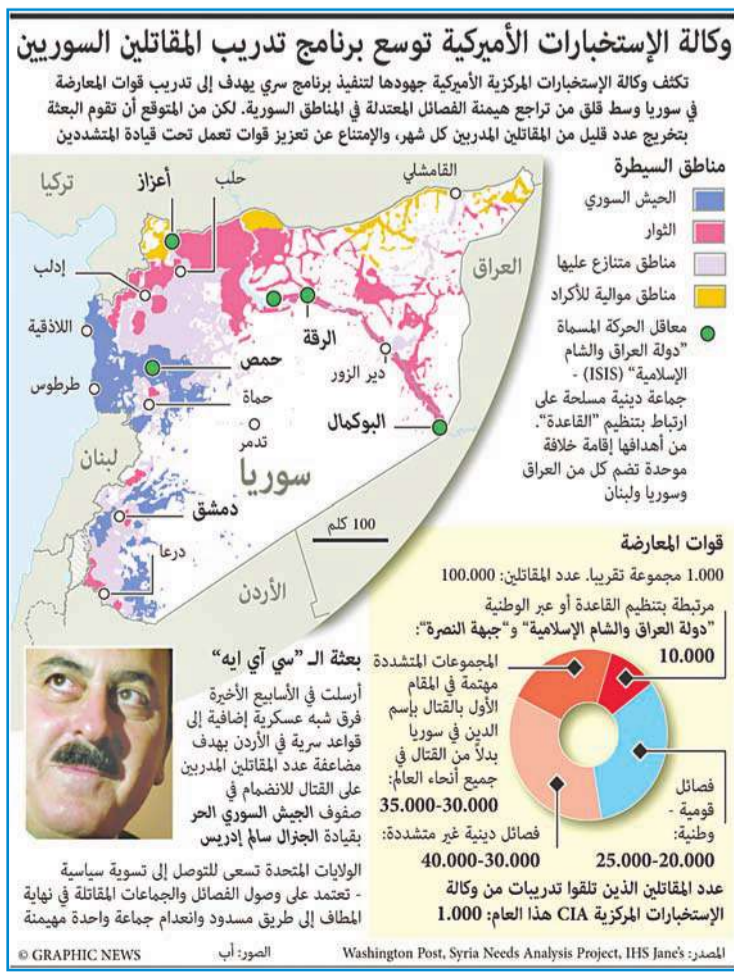 وكالة الإستخبارات الأميركية توسع برنامج تدريب المقاتلين السوريين
تكثف وكالة الإستخبارات المركزية الأميركية جهودها لتنفيذ برنامج سري يهدف إلى تدريب قوات المعارضة
في سوريا وسط قلق من تراجع هيمنة الفصائل المعتدلة في المناطق السورية. لكن من المتوقع أن تقوم البعثة
بتخريج عدد قليل من المقاتلين المدربين كل شهر، والإمتناع عن تعزيز قوات تعمل تحت قيادة المتشددين
مناطق السيطرة
الجيش السوري
الثوار
مناطق متنازع عليها
مناطق موالية للأكراد
معاقل الحركة المسماة
"دولة العراق والشام
الإسلامية" (ISIS) -
جماعة دينية مسلحة على
ارتباط بتنظيم "القاعدة".
من أهدافها إقامة خلافة
موحدة تضم كل من العراق
وسوريا ولبنان
تركيا
أعزاز
حلب
القامشلي
العراق
إدلب
اللاذقية
الرقة
حمص
دير الزور
طرطوس
حماة
البوكمال
تدمر
لبنان
سوريا
دمشق
100 كلم
درعا
الأردن
قوات المعارضة
1.000 مجموعة تقريبا. عدد المقاتلين: 100.000
مرتبطة بتنظيم القاعدة أو عبر الوطنية
"دولة العراق والشام الإسلامية" و"جبهة النصرة":
10.000
المجموعات المتشددة
مهتمة في المقام
الأول بالقتال بإسم
الدين في سوريا
بدلاً من القتال في
جميع أنحاء العالم:
35.000-30.000
فصائل
قومية -
وطنية:
25.000-20.000
فصائل دينية غير متشددة:
40.000-30.000
عدد المقاتلين الذين تلقوا تدريبات من وكالة
الإستخبارات المركزية CIA هذا العام: 1.000
بعثة الـ "سي آي ايه"
أرسلت في الأسابيع الأخيرة
فرق شبه عسكرية إضافية إلى
قواعد سرية في الأردن بهدف
مضاعفة عدد المقاتلين المدربين
على القتال للانضمام في
صفوف الجيش السوري الحر
بقيادة الجنرال سالم إدريس
الولايات المتحدة تسعى للتوصل إلى تسوية سياسية
- تعتمد على وصول الفصائل والجماعات المقاتلة في نهاية
المطاف إلى طريق مسدود وانعدام جماعة واحدة مهيمنة
المصدر: Washington Post, Syria Needs Analysis Project, IHS Jane's
الصور: أب
© GRAPHIC NEWS